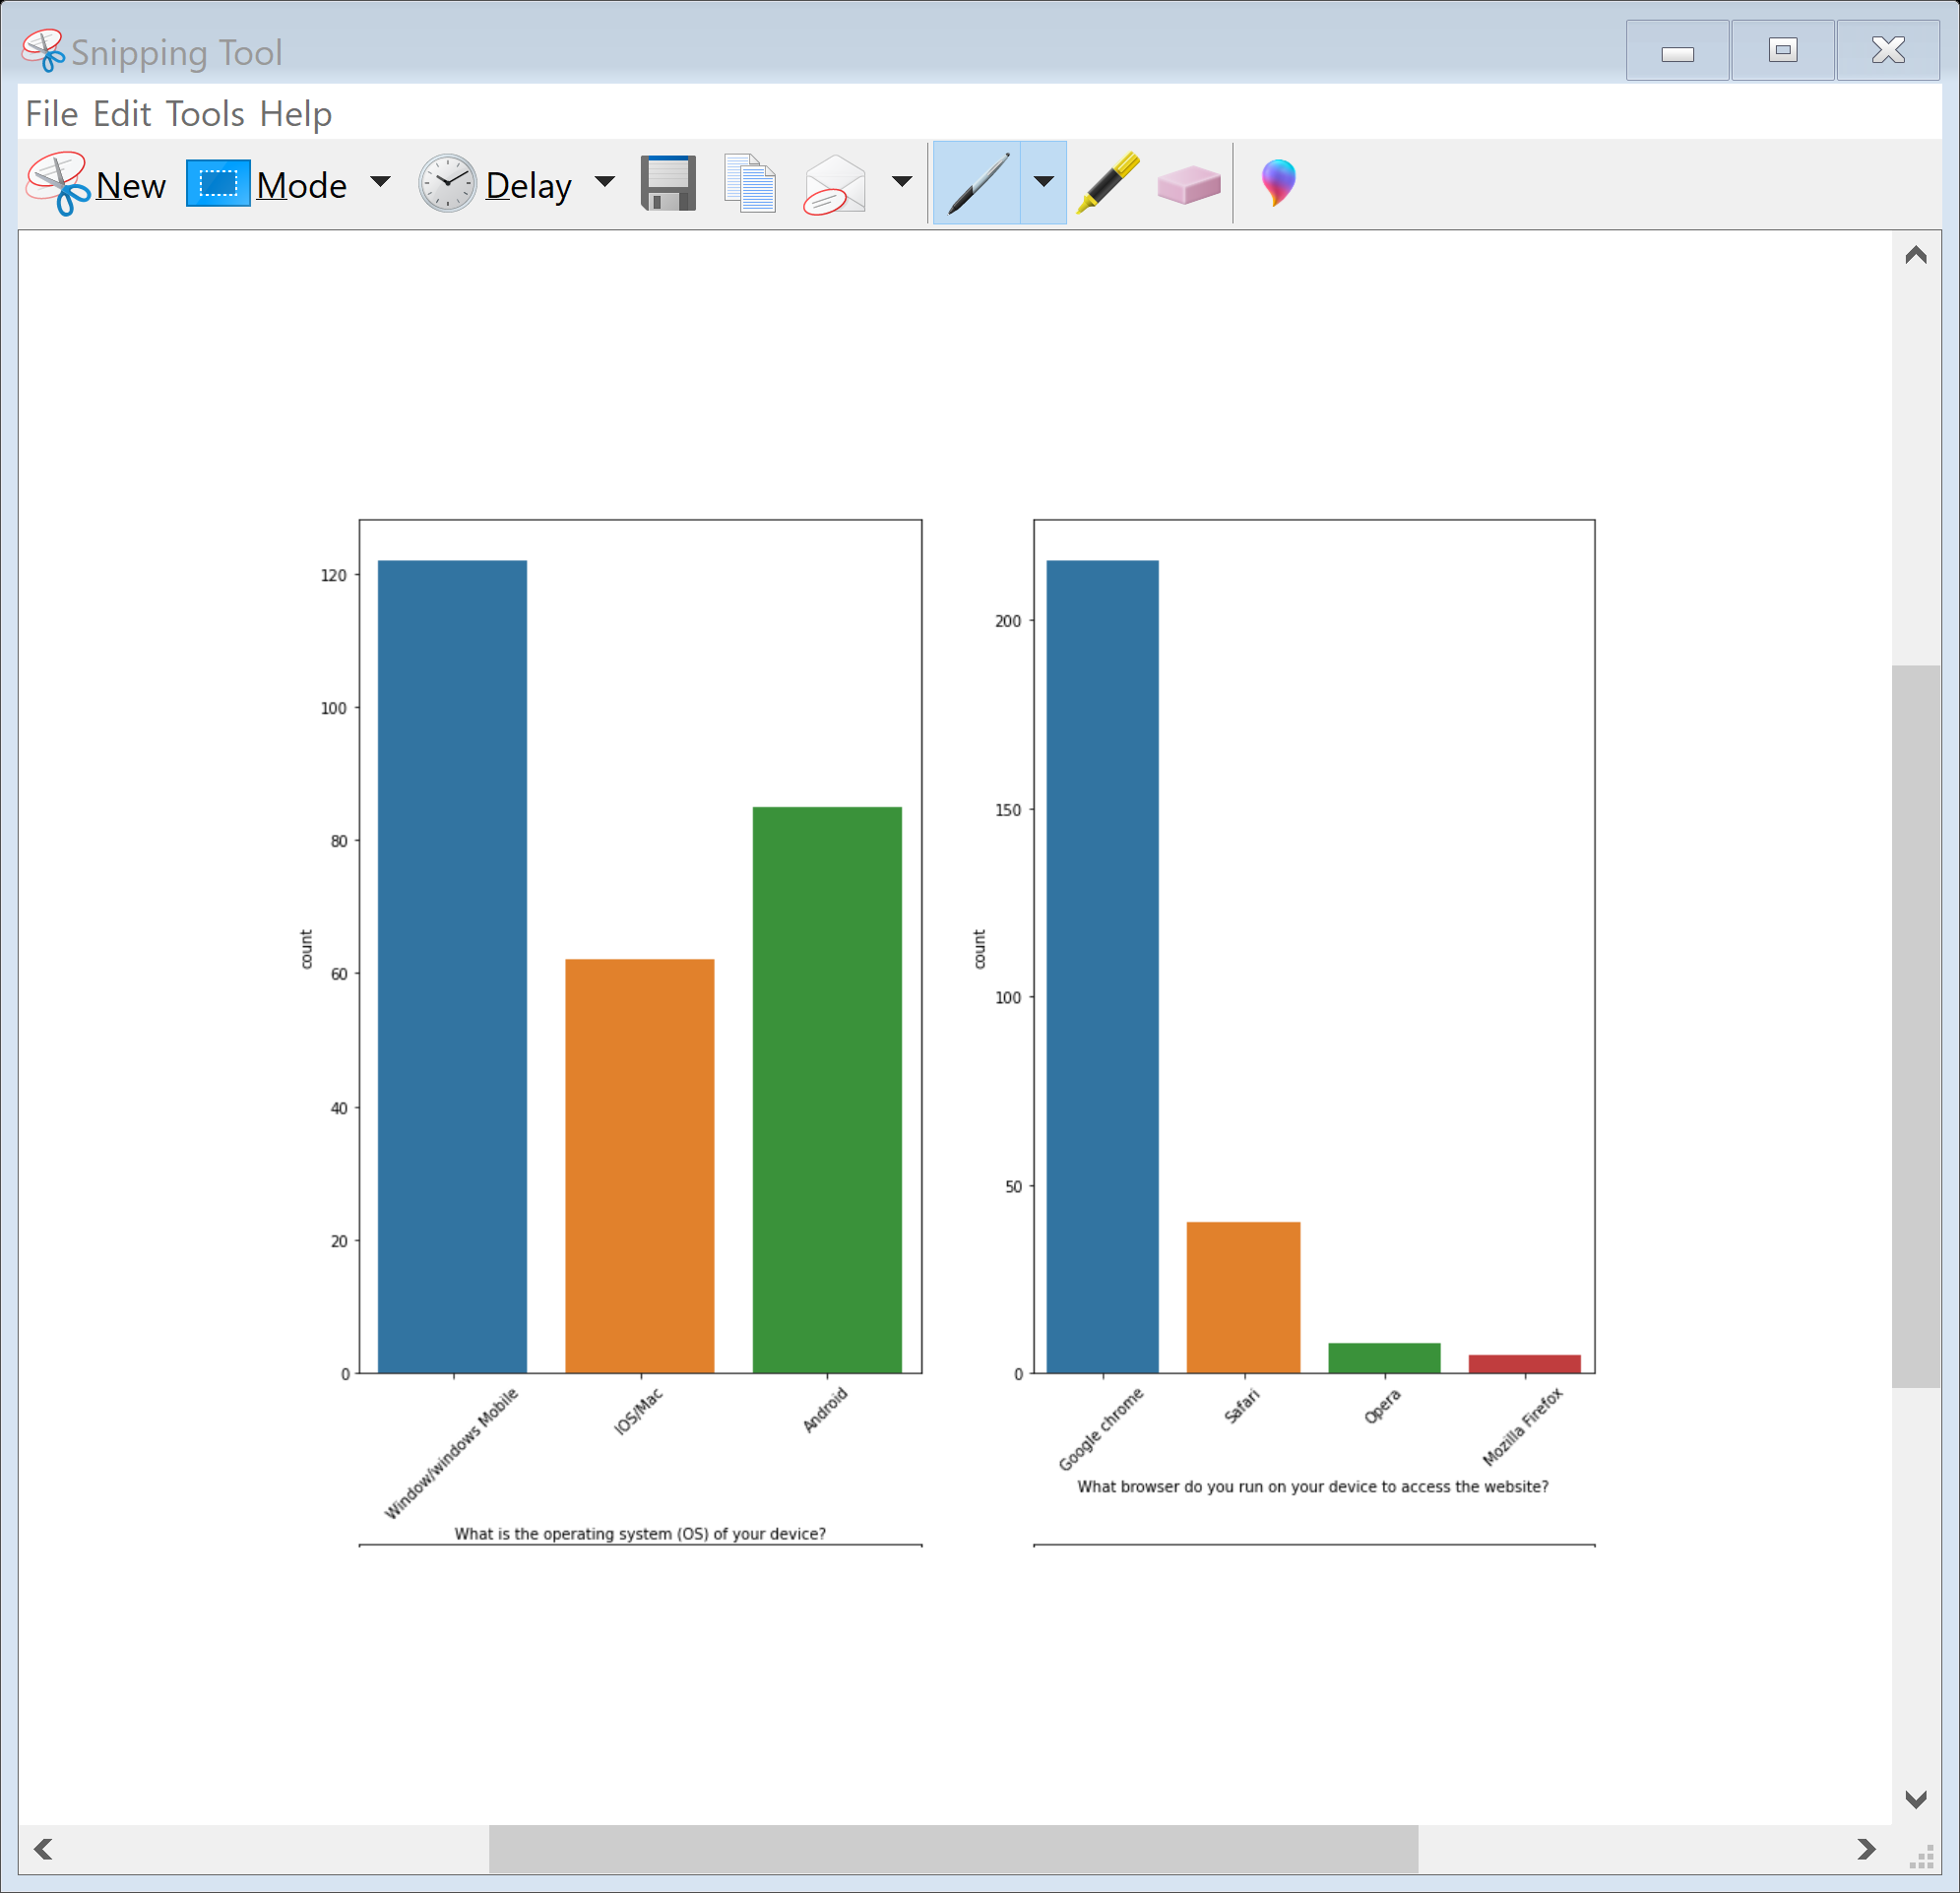 Snipping Tool
File Edit Tools Help
New Mode Delay
120
100
80
60
40
20
0
count
Window/windows Mobile
IOS/Mac
Android
What is the operating system (OS) of your device?
200
150
100
50
0
count
Google chrome
Safari
Opera
Mozilla Firefox
What browser do you run on your device to access the website?